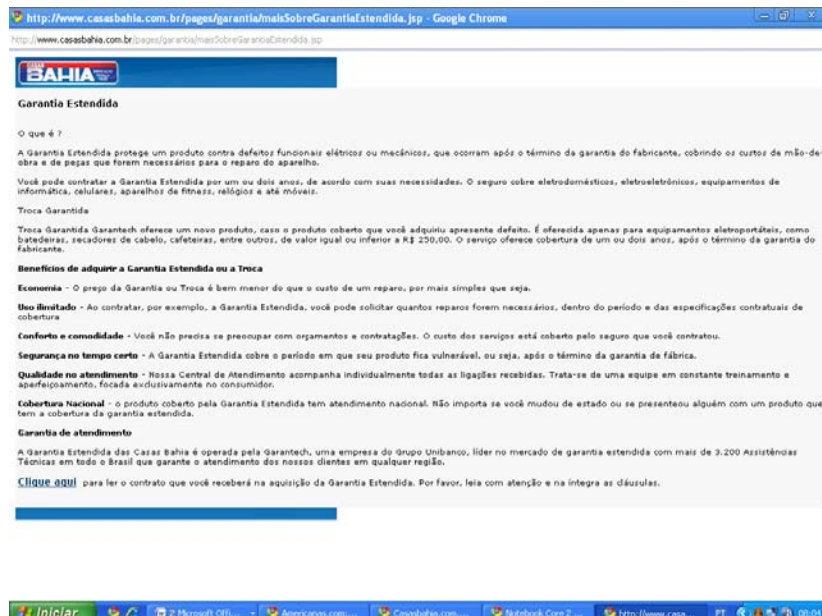 http://www.casasbahia.com.br/pages/garantia/maisSobreGarantiaEstendida.jsp - Google Chrome
http://www.casasbahia.com.br/pages/garantia/maisSobreGarantiaEstendida.jsp
CASAS
BAHIA
Garantia Estendida
O que é ?
A Garantia Estendida protege um produto contra defeitos funcionais elétricos ou mecânicos, que ocorram após o término da garantia do fabricante, cobrindo os custos de mão-de-
obra e de peças que forem necessários para o reparo do aparelho.
Você pode contratar a Garantia Estendida por um ou dois anos, de acordo com suas necessidades. O seguro cobre eletrodomésticos, eletroeletrônicos, equipamentos de
informática, celulares, aparelhos de fitness, relógios e até móveis.
Troca Garantida
Troca Garantida Garantech oferece um novo produto, caso o produto coberto que você adquiriu apresente defeito. É oferecida apenas para equipamentos eletroportáteis, como
batedeiras, secadores de cabelo, cafeteiras, entre outros, de valor igual ou inferior a R$ 250,00. O serviço oferece cobertura de um ou dois anos, após o término da garantia do
fabricante.
Benefícios de adquirir a Garantia Estendida ou a Troca
Economia - O preço da Garantia ou Troca é bem menor do que o custo de um reparo, por mais simples que seja.
Uso ilimitado - Ao contratar, por exemplo, a Garantia Estendida, você pode solicitar quantos reparos forem necessários, dentro do período e das especificações contratuais de
cobertura
Conforto e comodidade - Você não precisa se preocupar com orçamentos e contratações. O custo dos serviços está coberto pelo seguro que você contratou.
Segurança no tempo certo - A Garantia Estendida cobre o período em que seu produto fica vulnerável, ou seja, após o término da garantia de fábrica.
Qualidade no atendimento - Nossa Central de Atendimento acompanha individualmente todas as ligações recebidas. Trata-se de uma equipe em constante treinamento e
aperfeiçoamento, focada exclusivamente no consumidor.
Cobertura Nacional - o produto coberto pela Garantia Estendida tem atendimento nacional. Não importa se você mudou de estado ou se presenteou alguém com um produto que
tem a cobertura da garantia estendida.
Garantia de atendimento
A Garantia Estendida das Casas Bahia é operada pela Garantech, uma empresa do Grupo Unibanco, líder no mercado de garantia estendida com mais de 3.200 Assistências
Técnicas em todo o Brasil que garante o atendimento dos nossos clientes em qualquer região.
Clique aqui para ler o contrato que você receberá na aquisição da Garantia Estendida. Por favor, leia com atenção e na íntegra as cláusulas.
Iniciar 2 Microsoft Offi... Americanas.com:... Casasbahia.com.... Notebook Core 2 ... http://www.casa... PT 08:04